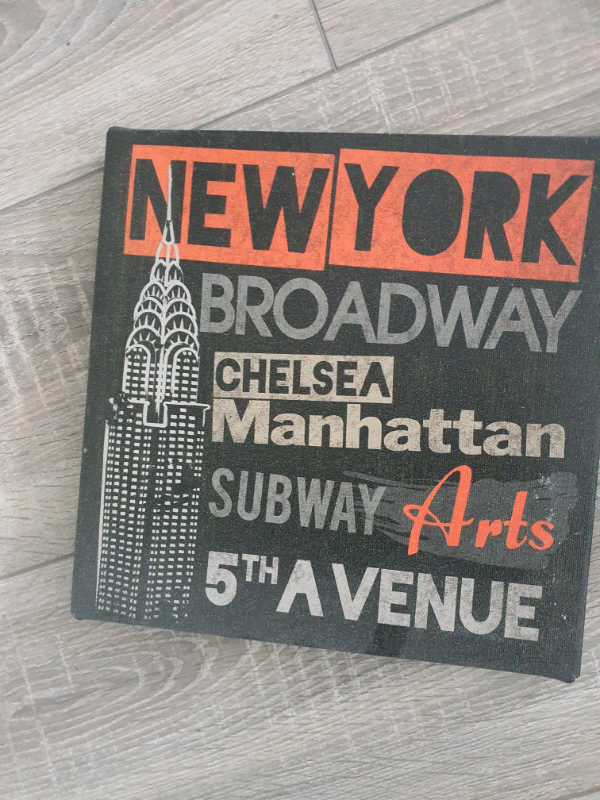 NEW YORK
BROADWAY
CHELSEA
Manhattan
SUBWAY Arts
5TH AVENUE